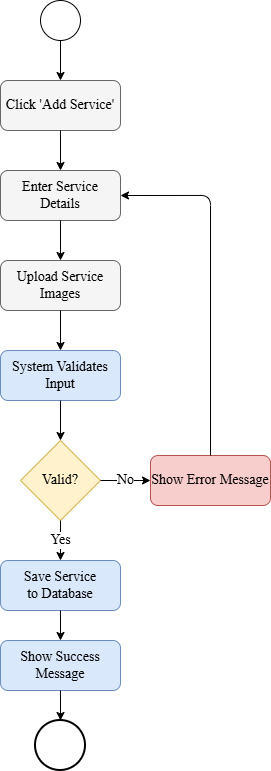 Click 'Add Service'
Enter Service
Details
Upload Service
Images
System Validates
Input
Valid?
No
Show Error Message
Yes
Save Service
to Database
Show Success
Message